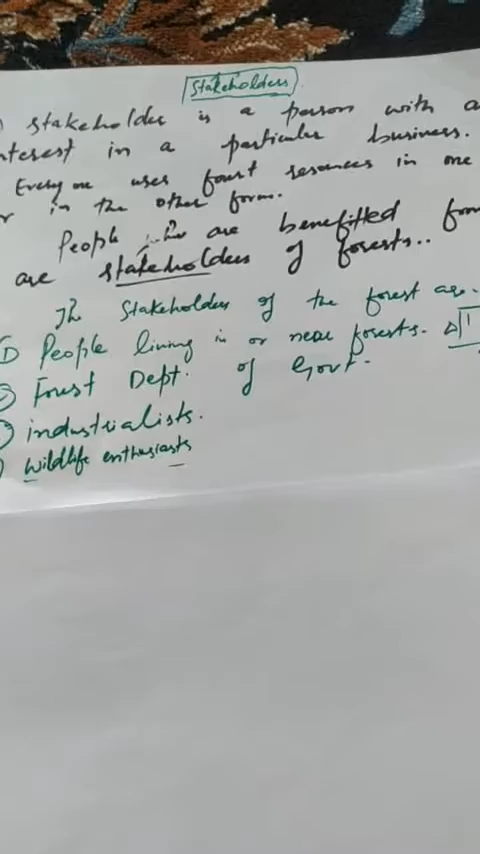 Stakeholders
stakeholder is a person with a
nterest in a particular business.
Every one uses forest resources in one
r in the other form.
People who are benefitted from
are stakeholders of forests..
The Stakeholders of the forest are.
① People living in or near forests.
② Forest Dept. of Govt.
industrialists.
wildlife enthusiasts